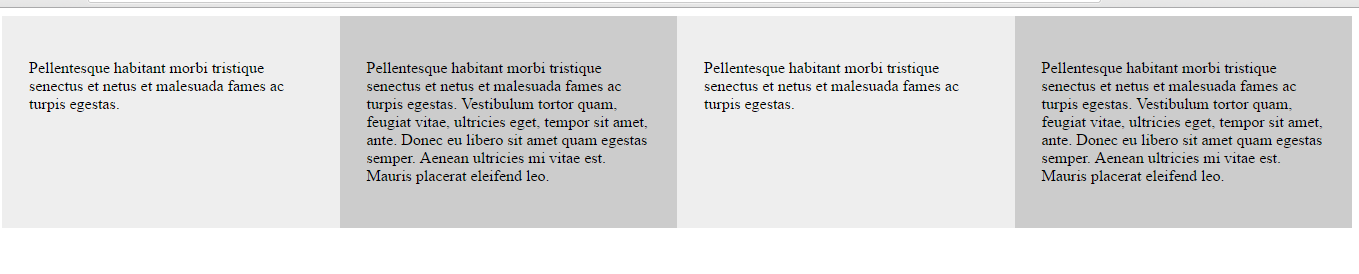 Pellentesque habitant morbi tristique
senectus et netus et malesuada fames ac
turpis egestas.
Pellentesque habitant morbi tristique
senectus et netus et malesuada fames ac
turpis egestas. Vestibulum tortor quam,
feugiat vitae, ultricies eget, tempor sit amet,
ante. Donec eu libero sit amet quam egestas
semper. Aenean ultricies mi vitae est.
Mauris placerat eleifend leo.
Pellentesque habitant morbi tristique
senectus et netus et malesuada fames ac
turpis egestas.
Pellentesque habitant morbi tristique
senectus et netus et malesuada fames ac
turpis egestas. Vestibulum tortor quam,
feugiat vitae, ultricies eget, tempor sit amet,
ante. Donec eu libero sit amet quam egestas
semper. Aenean ultricies mi vitae est.
Mauris placerat eleifend leo.